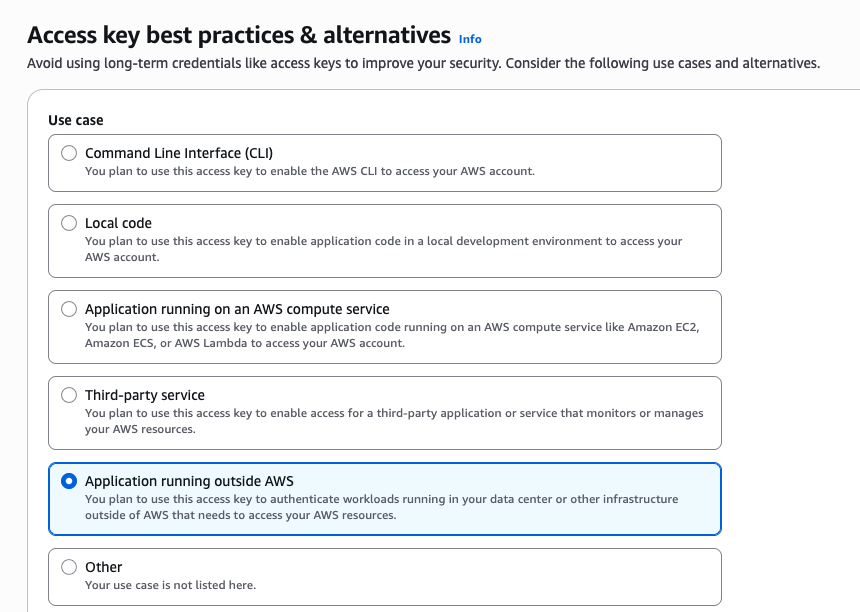 Access key best practices & alternatives Info
Avoid using long-term credentials like access keys to improve your security. Consider the following use cases and alternatives.
Use case
Command Line Interface (CLI)
You plan to use this access key to enable the AWS CLI to access your AWS account.
Local code
You plan to use this access key to enable application code in a local development environment to access your
AWS account.
Application running on an AWS compute service
You plan to use this access key to enable application code running on an AWS compute service like Amazon EC2,
Amazon ECS, or AWS Lambda to access your AWS account.
Third-party service
You plan to use this access key to enable access for a third-party application or service that monitors or manages
your AWS resources.
Application running outside AWS
You plan to use this access key to authenticate workloads running in your data center or other infrastructure
outside of AWS that needs to access your AWS resources.
Other
Your use case is not listed here.